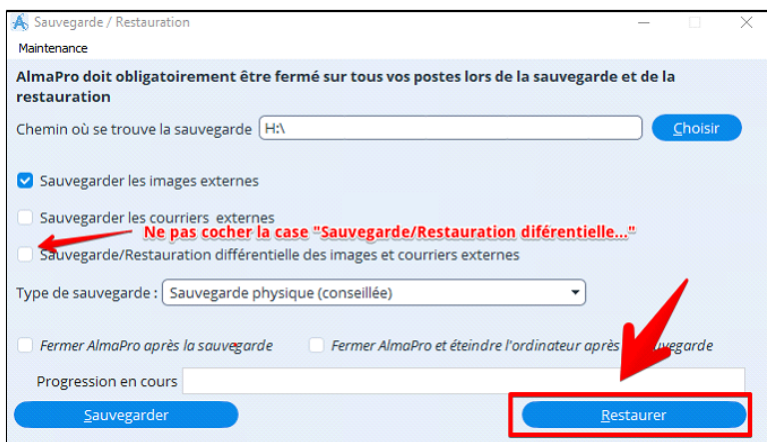 Sauvegarde / Restauration
Maintenance
AlmaPro doit obligatoirement être fermé sur tous vos postes lors de la sauvegarde et de la
restauration
Chemin où se trouve la sauvegarde H:\ Choisir
Sauvegarder les images externes
Sauvegarder les courriers externes
Ne pas cocher la case "Sauvegarde/Restauration diférentielle..."
Sauvegarde/Restauration différentielle des images et courriers externes
Type de sauvegarde : Sauvegarde physique (conseillée)
Fermer AlmaPro après la sauvegarde Fermer AlmaPro et éteindre l'ordinateur après
Progression en cours
Sauvegarder Restaurer